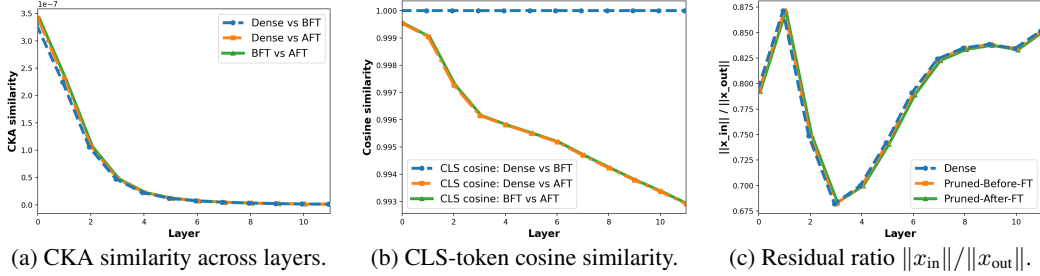 1e-7
3.5
3.0
2.5
2.0
1.5
1.0
0.5
0.0
CKA similarity
0 2 4 6 8 10
Layer
Dense vs BFT
Dense vs AFT
BFT vs AFT
(a) CKA similarity across layers.
1.000
0.999
0.998
0.997
0.996
0.995
0.994
0.993
Cosine similarity
0 2 4 6 8 10
Layer
CLS cosine: Dense vs BFT
CLS cosine: Dense vs AFT
CLS cosine: BFT vs AFT
(b) CLS-token cosine similarity.
0.875
0.850
0.825
0.800
0.775
0.750
0.725
0.700
0.675
||x_in|| / ||x_out||
0 2 4 6 8 10
Layer
Dense
Pruned-Before-FT
Pruned-After-FT
(c) Residual ratio ∥x_in∥/∥x_out∥.